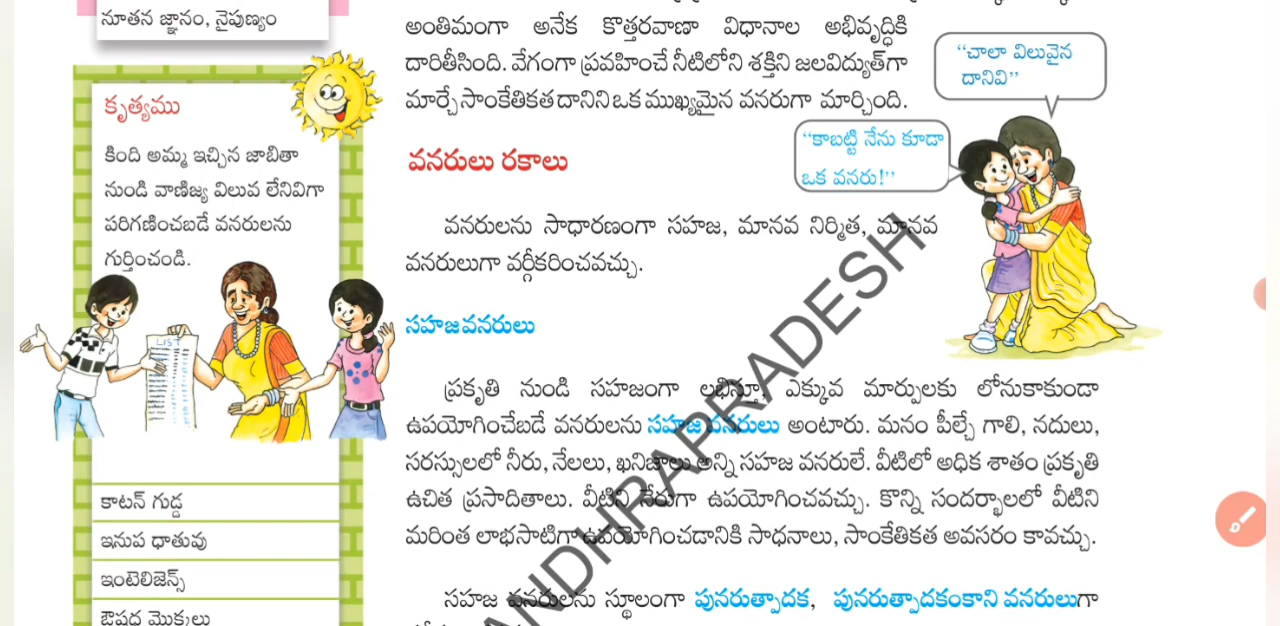 నూతన జ్ఞానం, నైపుణ్యం
కృత్యము
కింది అమ్మ ఇచ్చిన జాబితా
నుండి వాణిజ్య విలువ లేనివిగా
పరిగణించబడే వనరులను
గుర్తించండి.
LIST
కాటన్ గుడ్డ
ఇనుప ధాతువు
ఇంటెలిజెన్స్
ఔషధ మొక్కలు
అంతిమంగా అనేక కొత్తరవాణా విధానాల అభివృద్ధికి
దారితీసింది. వేగంగా ప్రవహించే నీటిలోని శక్తిని జలవిద్యుత్‌గా
మార్చే సాంకేతికత దానిని ఒక ముఖ్యమైన వనరుగా మార్చింది.
“చాలా విలువైన
దానివి”
“కాబట్టి నేను కూడా
ఒక వనరు!”
వనరులు రకాలు
వనరులను సాధారణంగా సహజ, మానవ నిర్మిత, మానవ
వనరులుగా వర్గీకరించవచ్చు.
సహజవనరులు
ప్రకృతి నుండి సహజంగా లభిస్తూ, ఎక్కువ మార్పులకు లోనుకాకుండా
ఉపయోగించేబడే వనరులను సహజ వనరులు అంటారు. మనం పీల్చే గాలి, నదులు,
సరస్సులలో నీరు, నేలలు, ఖనిజాలు అన్ని సహజ వనరులే. వీటిలో అధిక శాతం ప్రకృతి
ఉచిత ప్రసాదితాలు. వీటిని నేరుగా ఉపయోగించవచ్చు. కొన్ని సందర్భాలలో వీటిని
మరింత లాభసాటిగా ఉపయోగించడానికి సాధనాలు, సాంకేతికత అవసరం కావచ్చు.
సహజ వనరులను స్థూలంగా పునరుత్పాదక, పునరుత్పాదకంకాని వనరులుగా
ANDHRAPRADESH